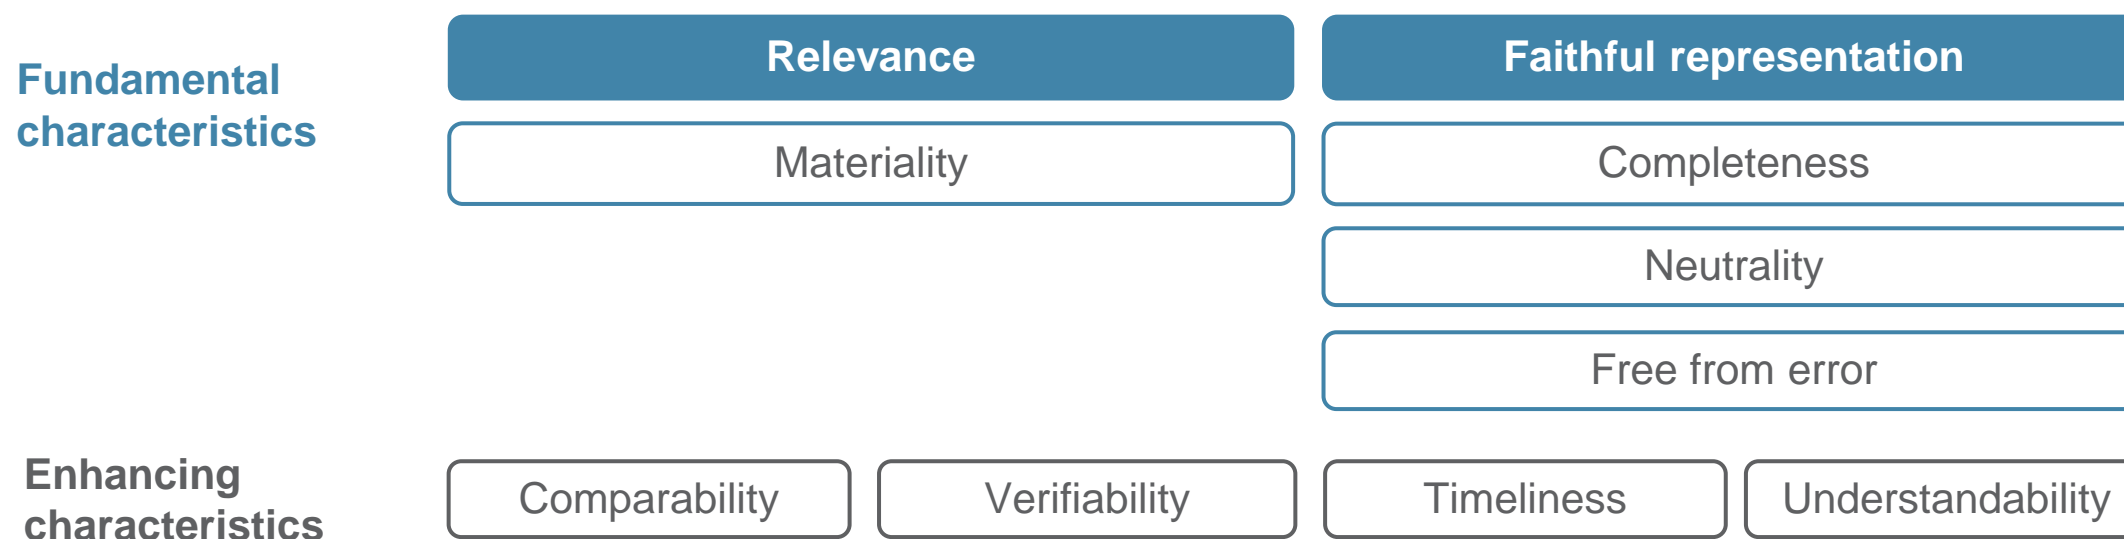 Fundamental
characteristics
Relevance
Faithful representation
Materiality
Completeness
Neutrality
Free from error
Enhancing
characteristics
Comparability
Verifiability
Timeliness
Understandability